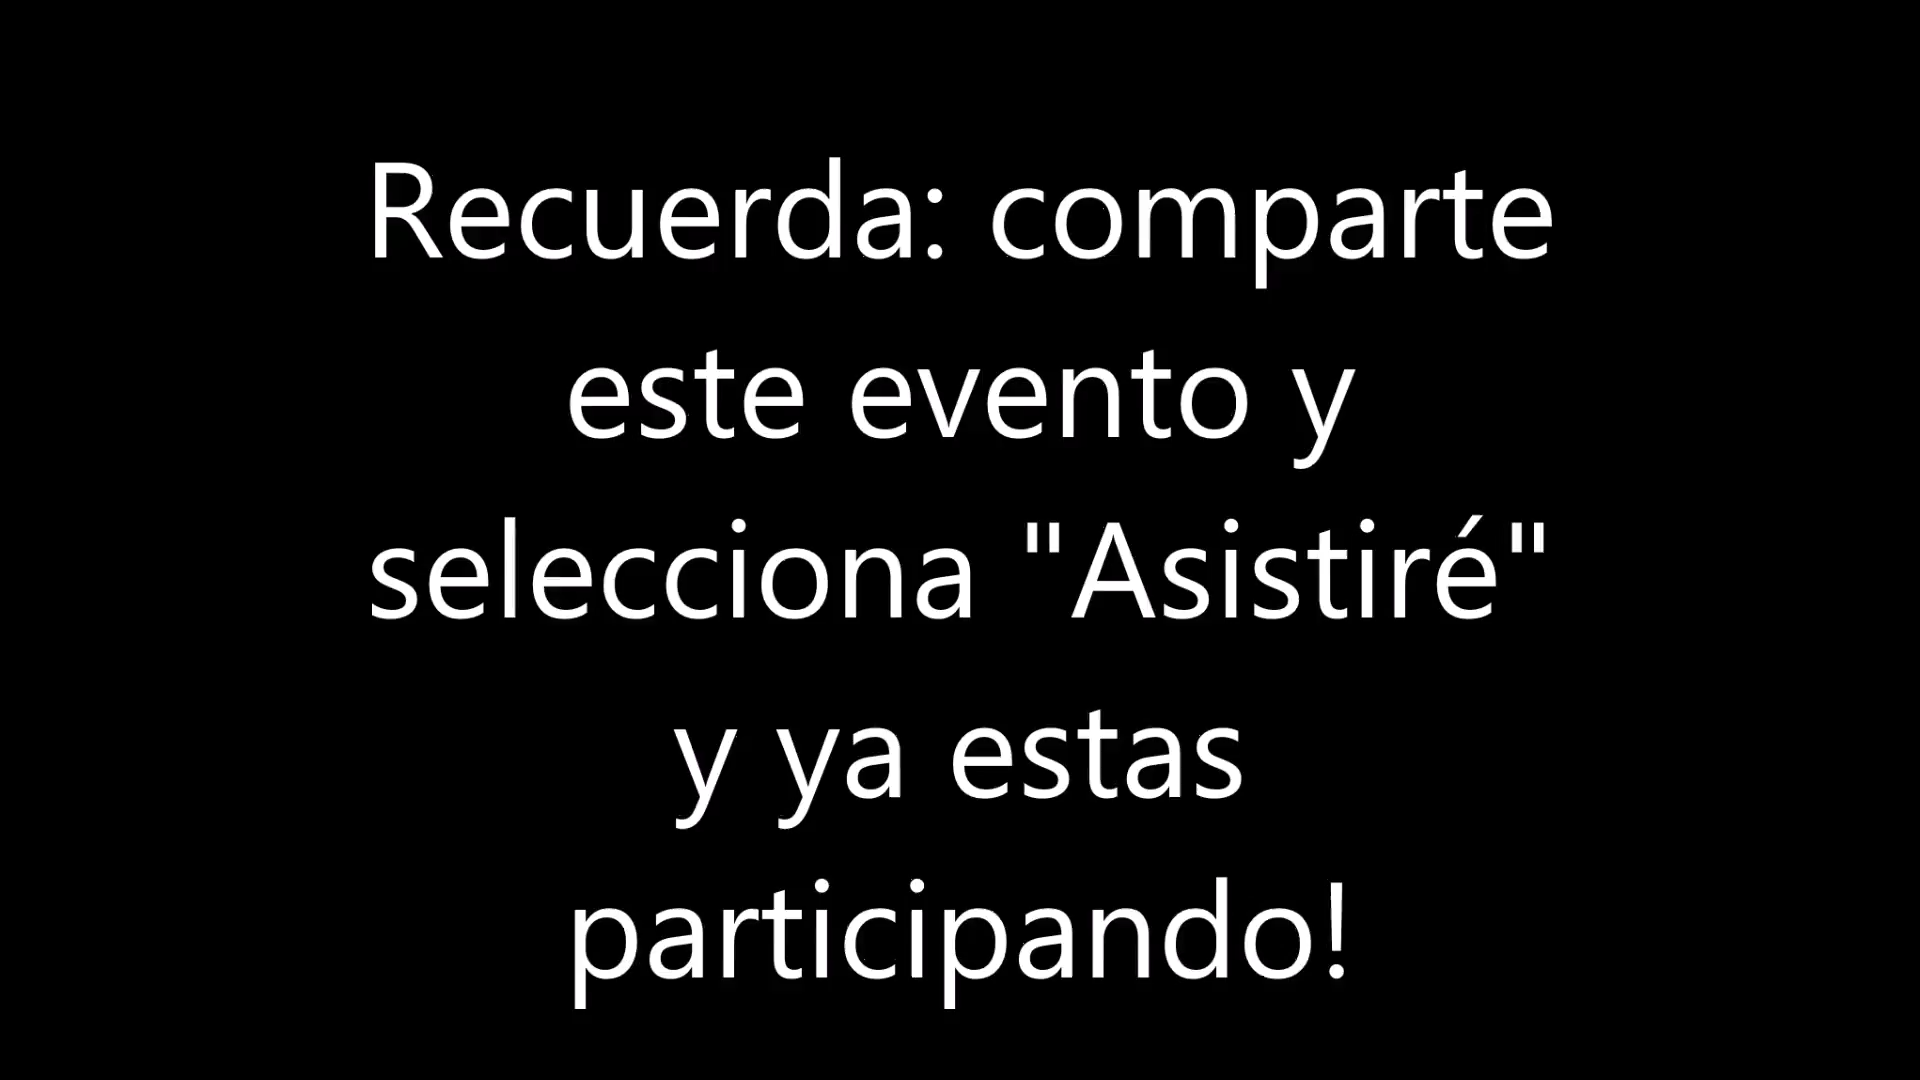 Recuerda: comparte
este evento y
selecciona "Asistiré"
y ya estas
participando!